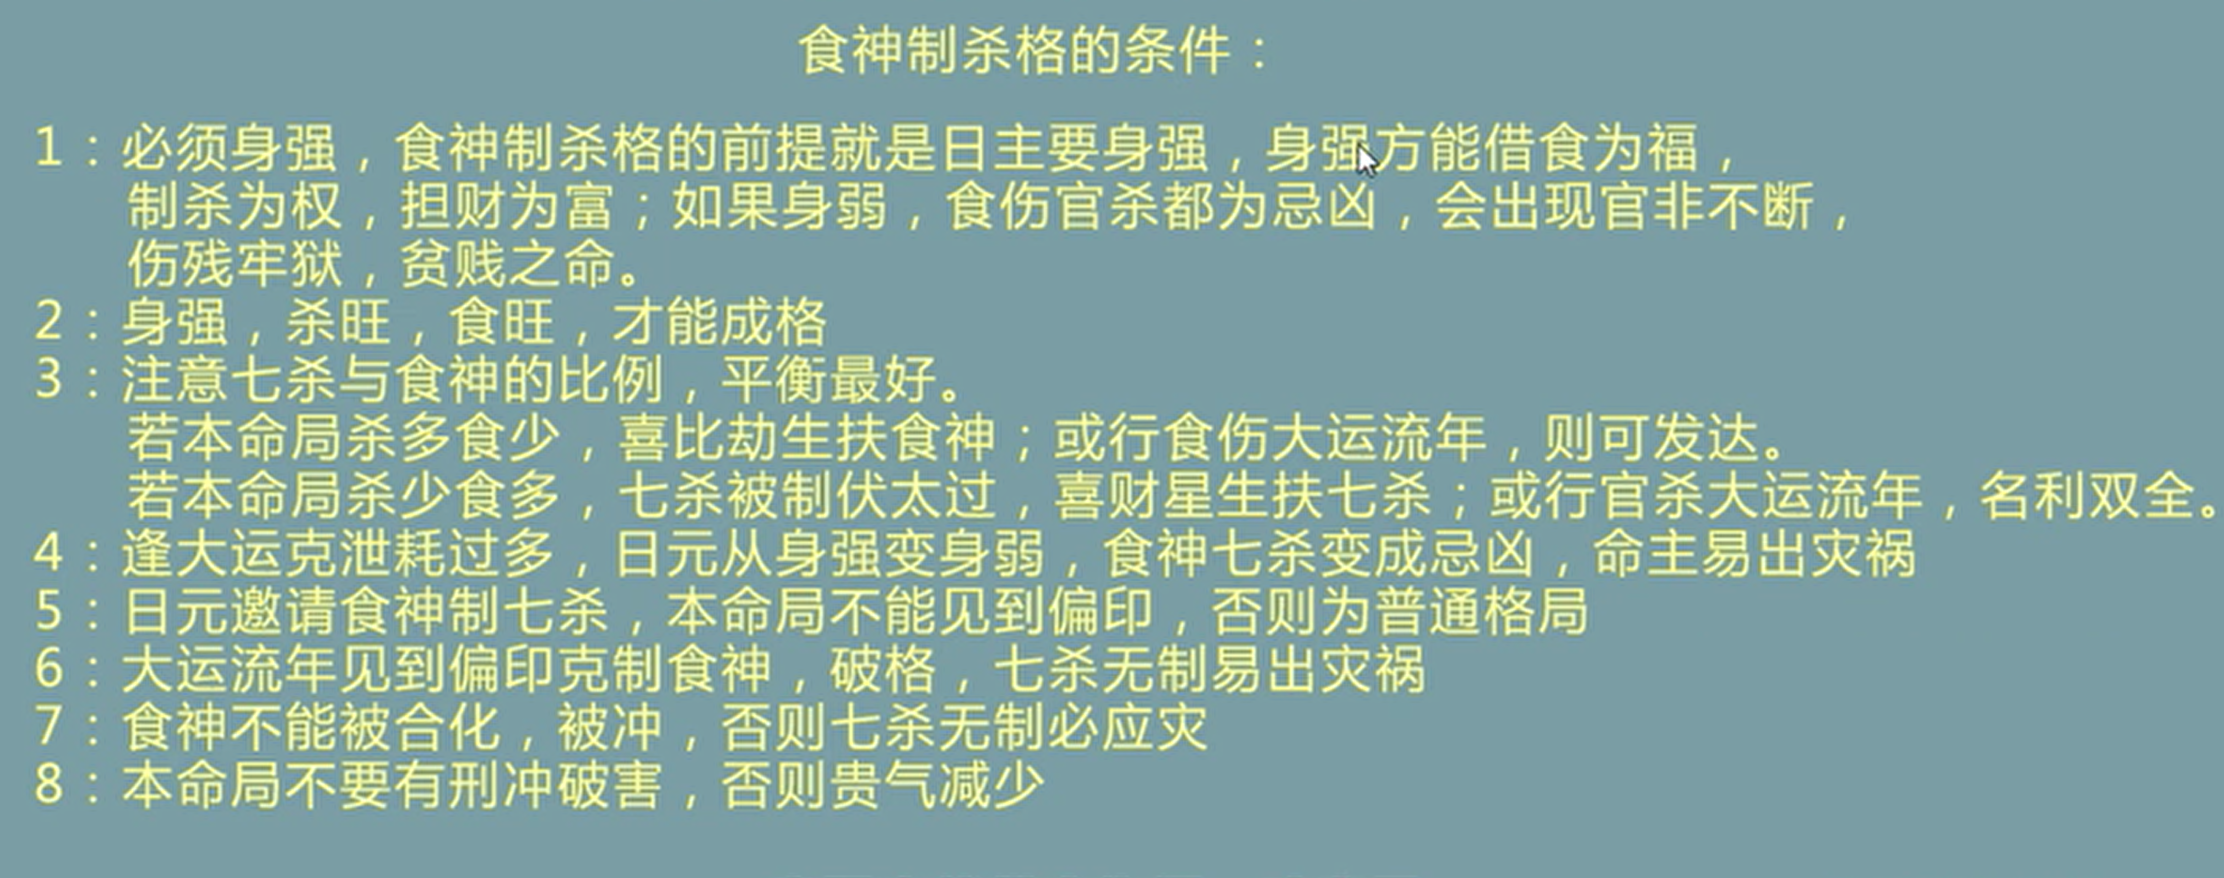 食神制杀格的条件：
1：必须身强，食神制杀格的前提就是日主要身强，身强方能借食为福，
制杀为权，担财为富；如果身弱，食伤官杀都为忌凶，会出现官非不断，
伤残牢狱，贫贱之命。
2：身强，杀旺，食旺，才能成格
3：注意七杀与食神的比例，平衡最好。
若本命局杀多食少，喜比劫生扶食神；或行食伤大运流年，则可发达。
若本命局杀少食多，七杀被制伏太过，喜财星生扶七杀；或行官杀大运流年，名利双全。
4：逢大运克泄耗过多，日元从身强变身弱，食神七杀变成忌凶，命主易出灾祸
5：日元邀请食神制七杀，本命局不能见到偏印，否则为普通格局
6：大运流年见到偏印克制食神，破格，七杀无制易出灾祸
7：食神不能被合化，被冲，否则七杀无制必应灾
8：本命局不要有刑冲破害，否则贵气减少